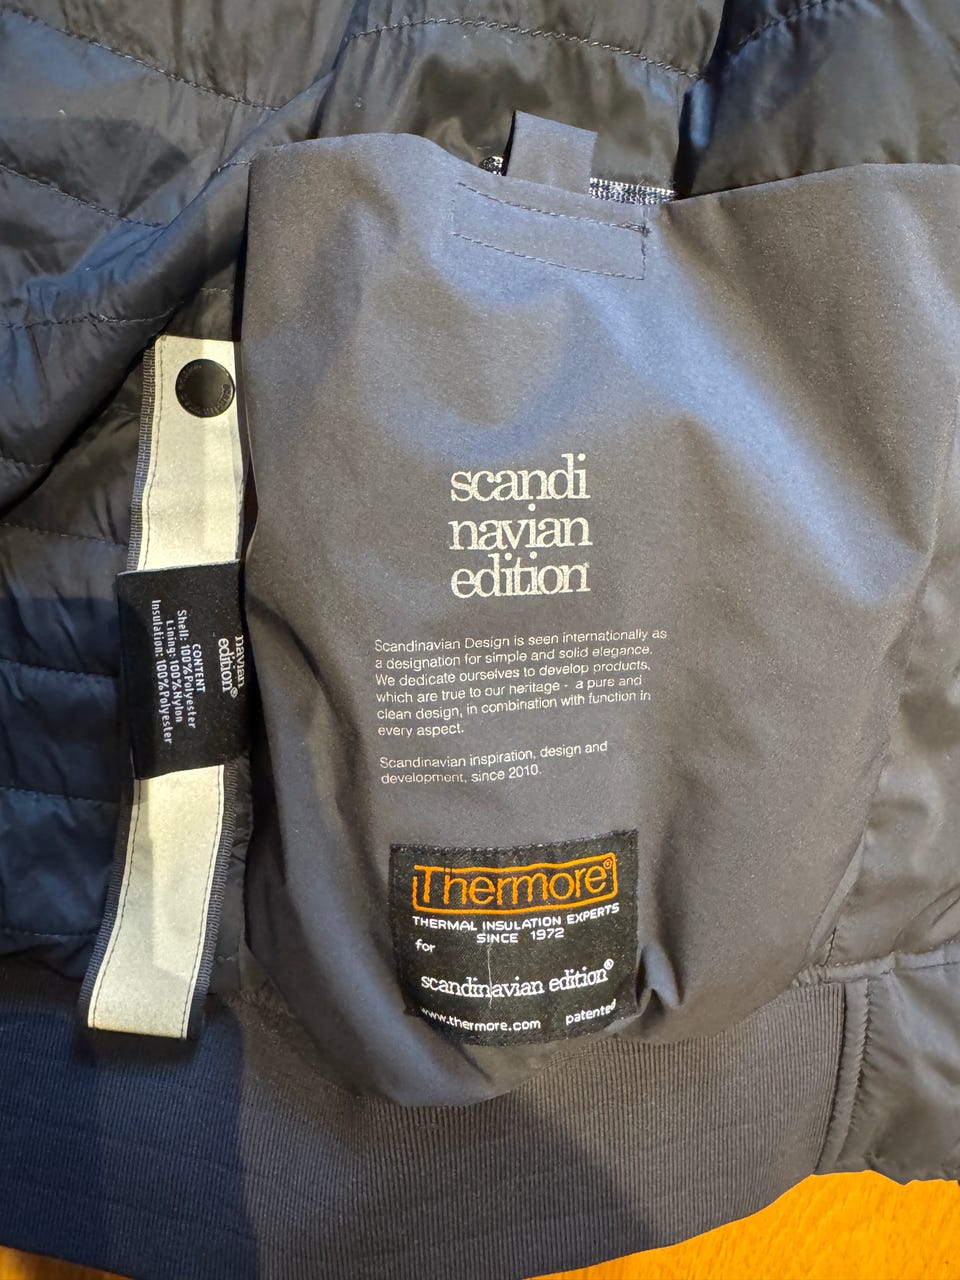 scandi
navian
edition
Scandinavian Design is seen internationally as
a designation for simple and solid elegance.
We dedicate ourselves to develop products,
which are true to our heritage - a pure and
clean design, in combination with function in
every aspect.
Scandinavian inspiration, design and
development, since 2010.
Thermore®
THERMAL INSULATION EXPERTS
SINCE 1972
for
scandinavian edition®
www.thermore.com patented
navian
edition®
CONTENT
Shell: 100%Polyester
Lining: 100%Nylon
Insulation: 100%Polyester